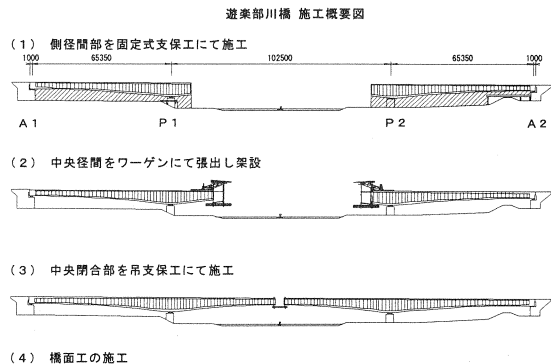 遊楽部川橋 施工概要図
(1) 側径間部を固定式支保工にて施工
1000 65350 102500 65350 1000
A1 P1 P2 A2
(2) 中央径間をワーゲンにて張出し架設
(3) 中央閉合部を吊支保工にて施工
(4) 橋面工の施工